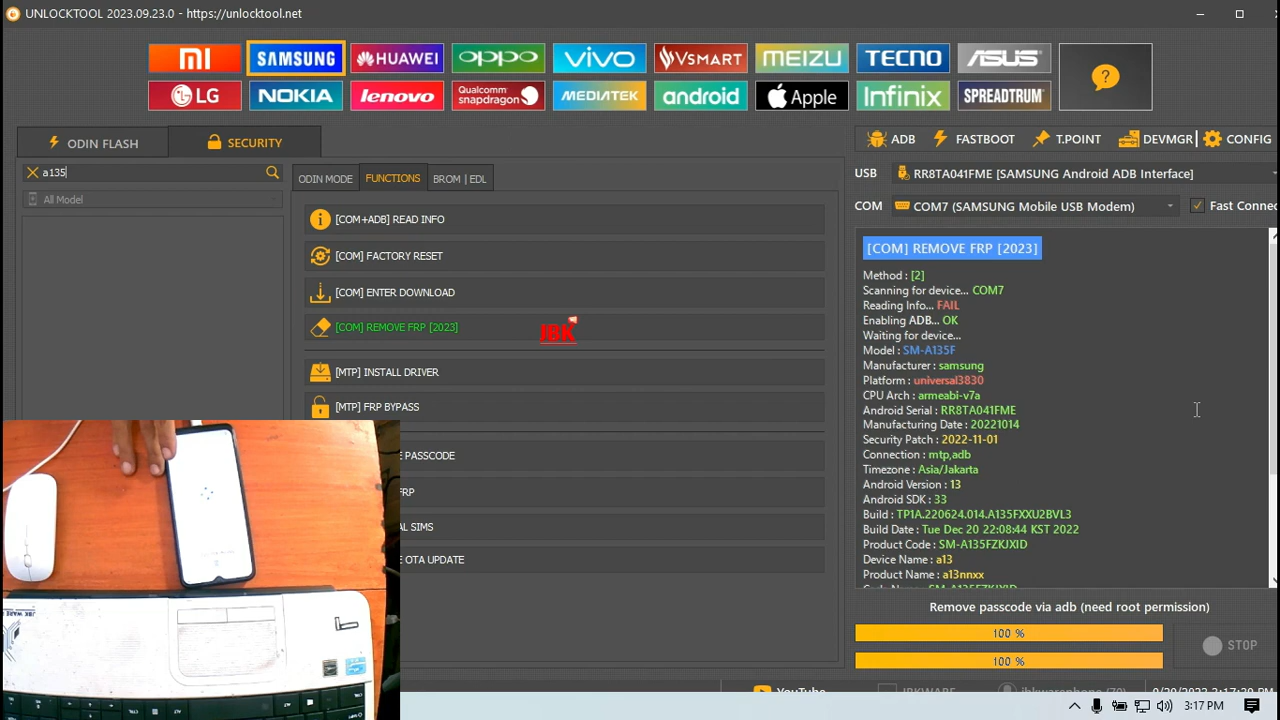 UNLOCKTOOL 2023.09.23.0 - https://unlocktool.net
MI SAMSUNG HUAWEI OPPO VIVO VSMART MEIZU TECNO ASUS
LG NOKIA lenovo Qualcomm snapdragon MEDIATEK android Apple Infinix SPREADTRUM
?
ODIN FLASH SECURITY
a135
All Model
ODIN MODE FUNCTIONS BROM | EDL
[COM+ADB] READ INFO
[COM] FACTORY RESET
[COM] ENTER DOWNLOAD
[COM] REMOVE FRP [2023]
JBK
[MTP] INSTALL DRIVER
[MTP] FRP BYPASS
E PASSCODE
FRP
AL SIMS
E OTA UPDATE
ADB FASTBOOT T.POINT DEVMGR CONFIG
USB RR8TA041FME [SAMSUNG Android ADB Interface]
COM COM7 (SAMSUNG Mobile USB Modem) Fast Connec
[COM] REMOVE FRP [2023]
Method : [2]
Scanning for device... COM7
Reading Info... FAIL
Enabling ADB... OK
Waiting for device...
Model : SM-A135F
Manufacturer : samsung
Platform : universal3830
CPU Arch : armeabi-v7a
Android Serial : RR8TA041FME
Manufacturing Date : 20221014
Security Patch : 2022-11-01
Connection : mtp,adb
Timezone : Asia/Jakarta
Android Version : 13
Android SDK : 33
Build : TP1A.220624.014.A135FXXU2BVL3
Build Date : Tue Dec 20 22:08:44 KST 2022
Product Code : SM-A135FZKJXID
Device Name : a13
Product Name : a13nnxx
Code Name : SM-A135FZKJXID
Remove passcode via adb (need root permission)
100 %
100 %
STOP
YouTube JBKWARE
3:17 PM